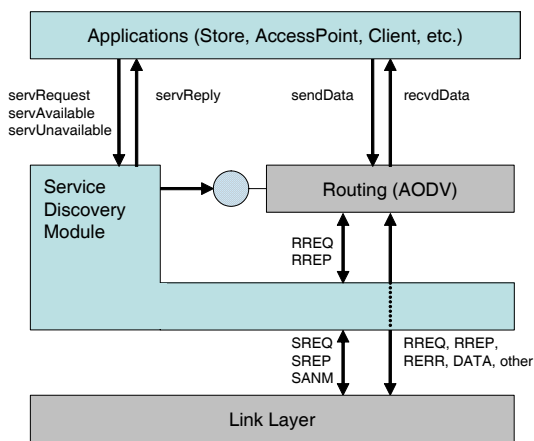 Applications (Store, AccessPoint, Client, etc.)
servRequest
servAvailable
servUnavailable
servReply
sendData
recvdData
Service
Discovery
Module
Routing (AODV)
RREQ
RREP
SREQ
SREP
SANM
RREQ, RREP,
RERR, DATA, other
Link Layer